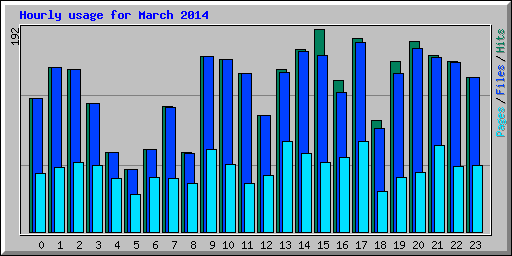 Hourly usage for March 2014
192
Pages/Files/Hits
0 1 2 3 4 5 6 7 8 9 10 11 12 13 14 15 16 17 18 19 20 21 22 23